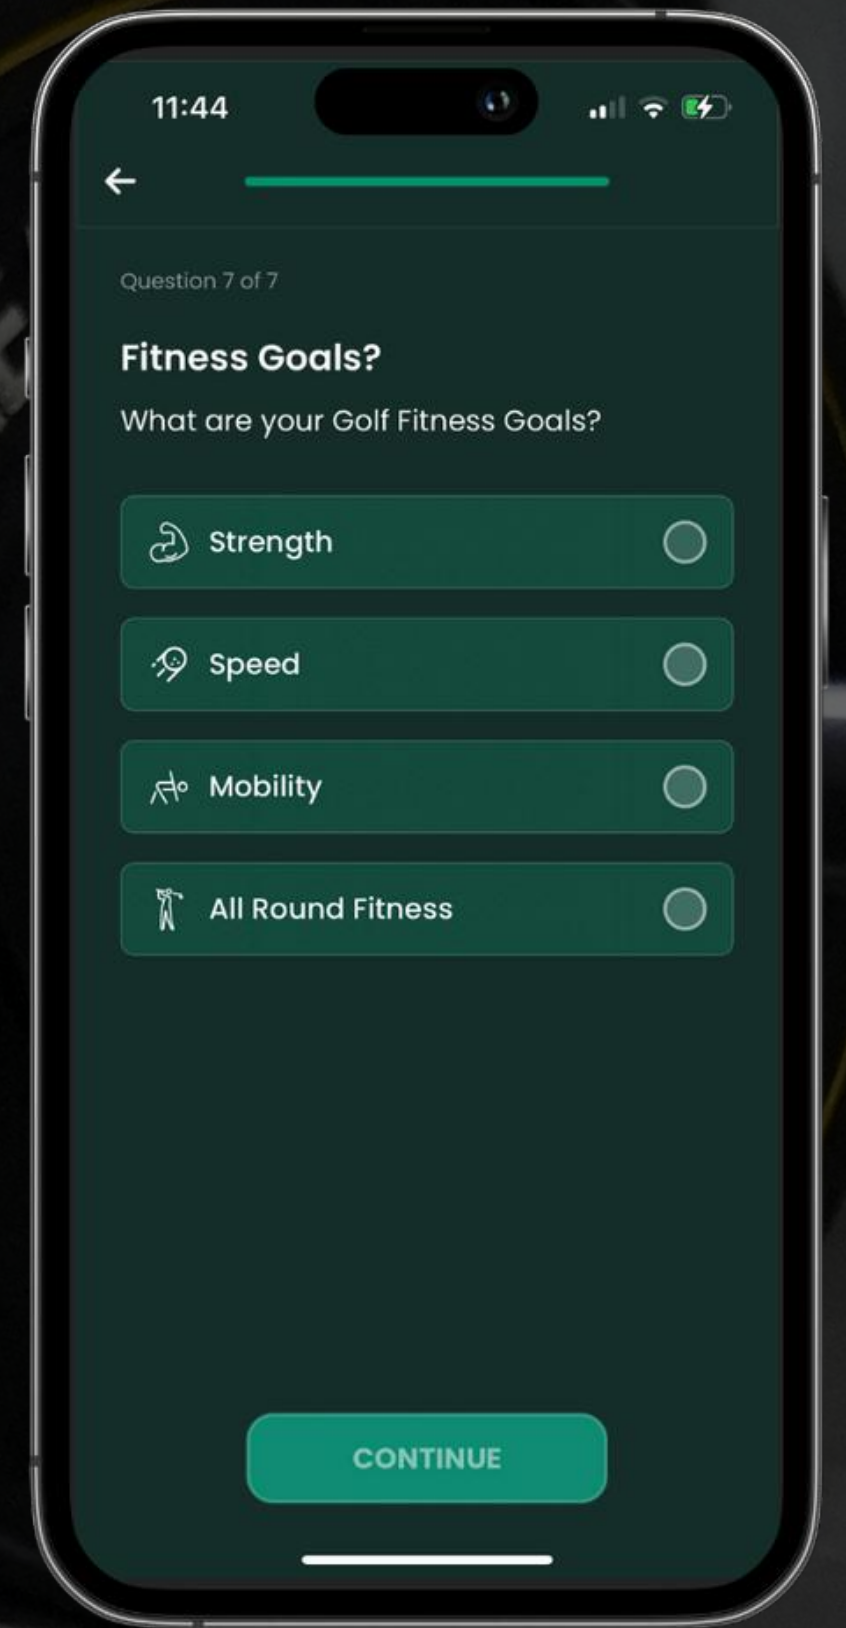 11:44
Question 7 of 7
Fitness Goals?
What are your Golf Fitness Goals?
Strength
Speed
Mobility
All Round Fitness
CONTINUE